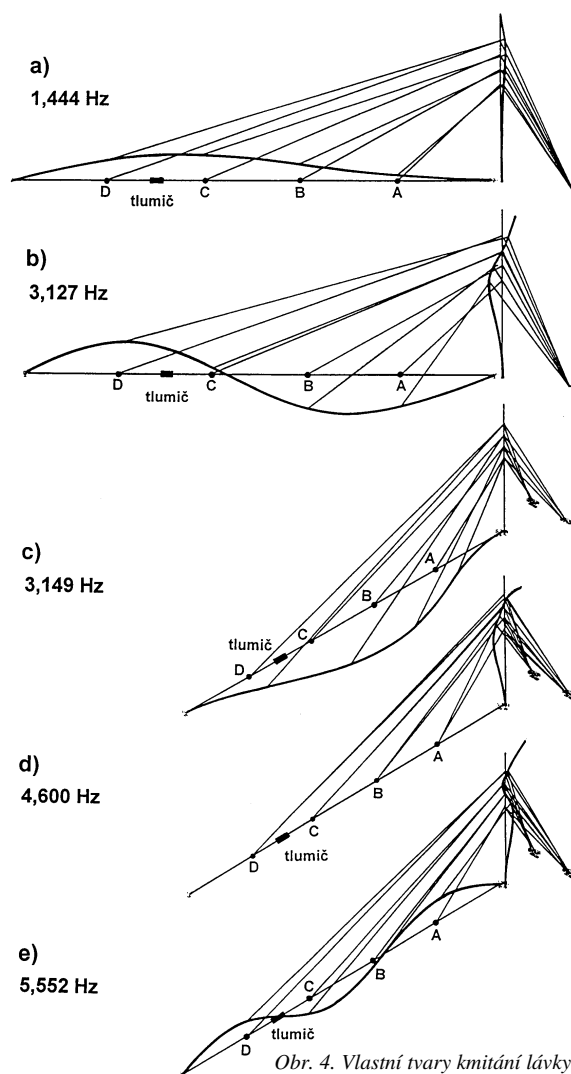 a)
1,444 Hz
D
C
B
A
tlumič
b)
3,127 Hz
D
C
B
A
tlumič
c)
3,149 Hz
A
B
C
tlumič
D
d)
4,600 Hz
A
B
C
D
tlumič
e)
5,552 Hz
A
B
C
D
tlumič
Obr. 4. Vlastní tvary kmitání lávky